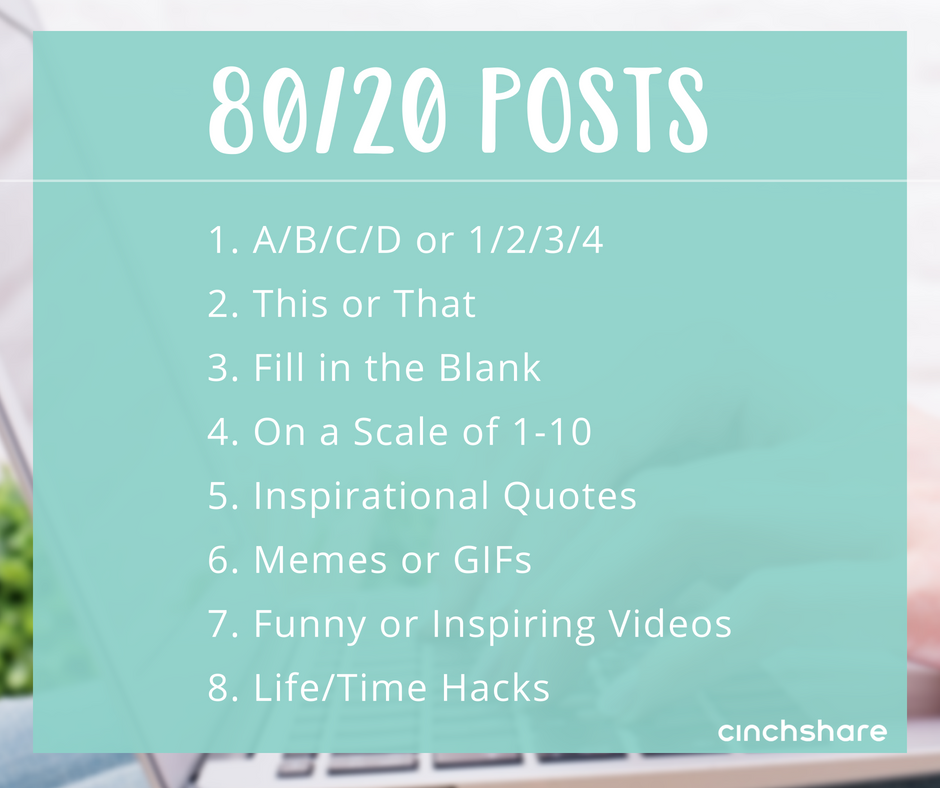 80/20 POSTS
1. A/B/C/D or 1/2/3/4
2. This or That
3. Fill in the Blank
4. On a Scale of 1-10
5. Inspirational Quotes
6. Memes or GIFs
7. Funny or Inspiring Videos
8. Life/Time Hacks
cinchshare